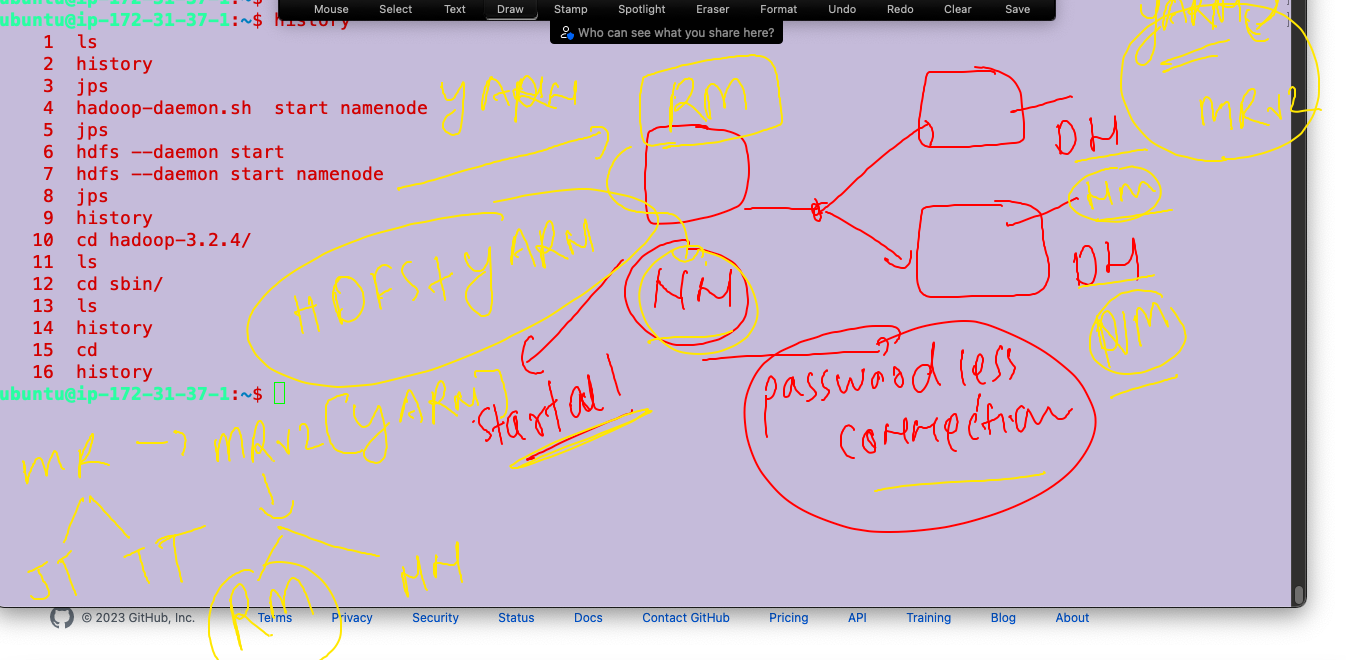 Mouse Select Text Draw Stamp Spotlight Eraser Format Undo Redo Clear Save
Who can see what you share here?
ubuntu@ip-172-31-37-1:~$ history
1 ls
2 history
3 jps
4 hadoop-daemon.sh start namenode
5 jps
6 hdfs --daemon start
7 hdfs --daemon start namenode
8 jps
9 history
10 cd hadoop-3.2.4/
11 ls
12 cd sbin/
13 ls
14 history
15 cd
16 history
ubuntu@ip-172-31-37-1:~$
YARN
RM
YARN
MRv2
DN
NM
DN
NM
HDFS+YARN
NN
start all
passwordless
connection
MR → MRv2 [YARN]
JT TT
RM NM
© 2023 GitHub, Inc. Terms Privacy Security Status Docs Contact GitHub Pricing API Training Blog About